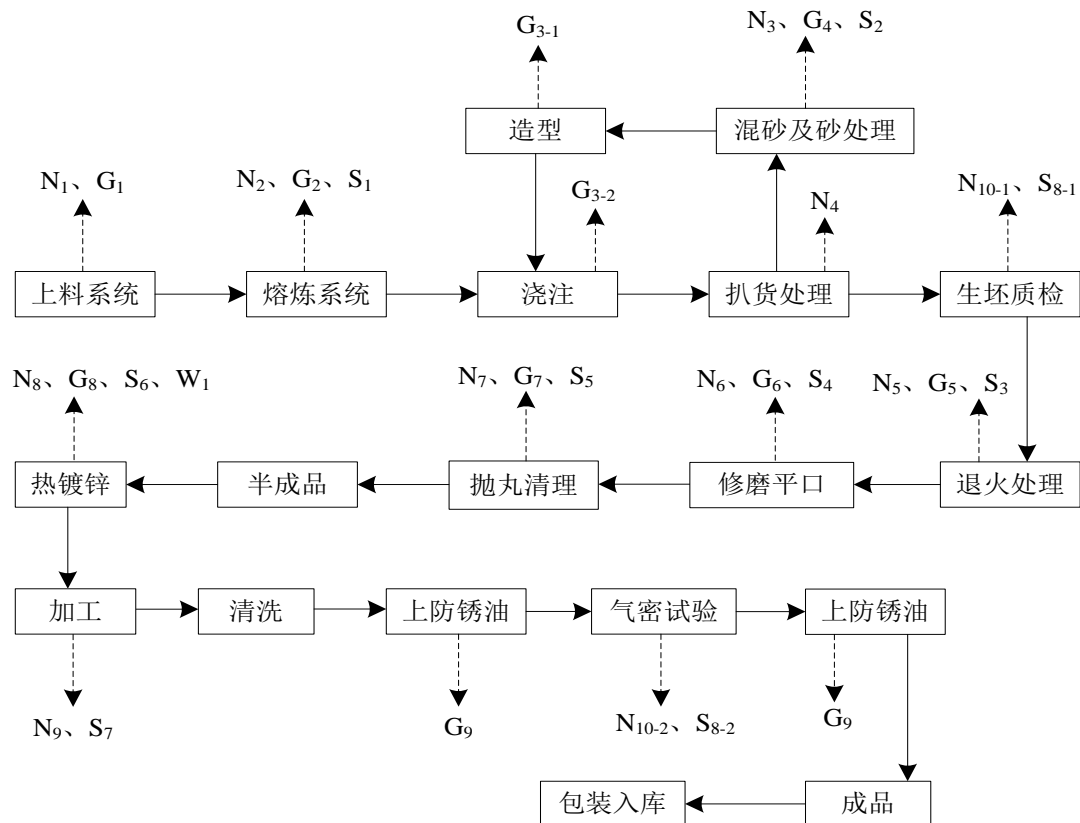 G3-1
N3、G4、S2
造型
混砂及砂处理
N1、G1
N2、G2、S1
G3-2
N4
N10-1、S8-1
上料系统
熔炼系统
浇注
扒货处理
生坯质检
N8、G8、S6、W1
N7、G7、S5
N6、G6、S4
N5、G5、S3
热镀锌
半成品
抛丸清理
修磨平口
退火处理
加工
清洗
上防锈油
气密试验
上防锈油
N9、S7
G9
N10-2、S8-2
G9
包装入库
成品